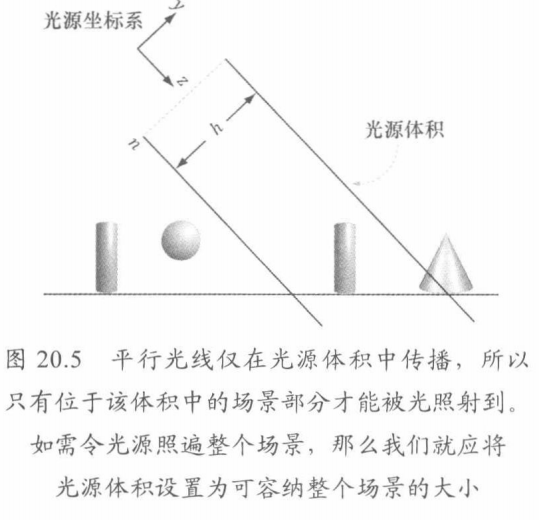 光源坐标系
y
z
n
h
光源体积
图 20.5 平行光线仅在光源体积中传播，所以
只有位于该体积中的场景部分才能被光照射到。
如需令光源照遍整个场景，那么我们就应将
光源体积设置为可容纳整个场景的大小